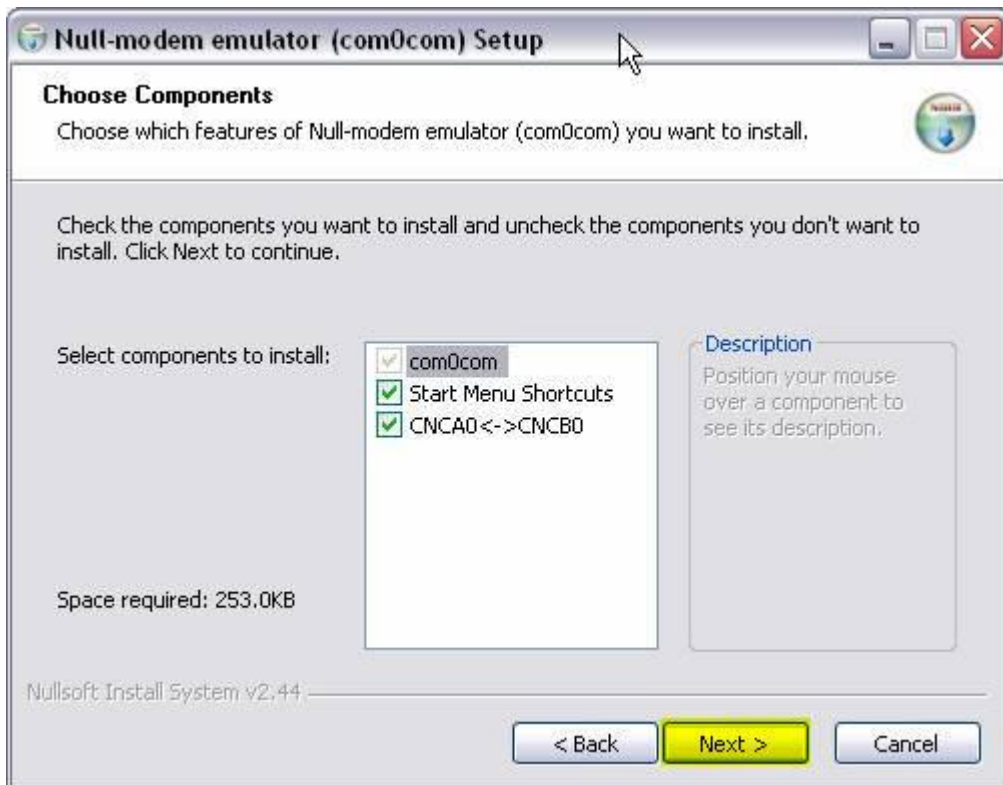 Null-modem emulator (com0com) Setup
Choose Components
Choose which features of Null-modem emulator (com0com) you want to install.
Check the components you want to install and uncheck the components you don't want to
install. Click Next to continue.
Select components to install:
com0com
Start Menu Shortcuts
CNCA0<->CNCB0
Description
Position your mouse
over a component to
see its description.
Space required: 253.0KB
Nullsoft Install System v2.44
< Back
Next >
Cancel